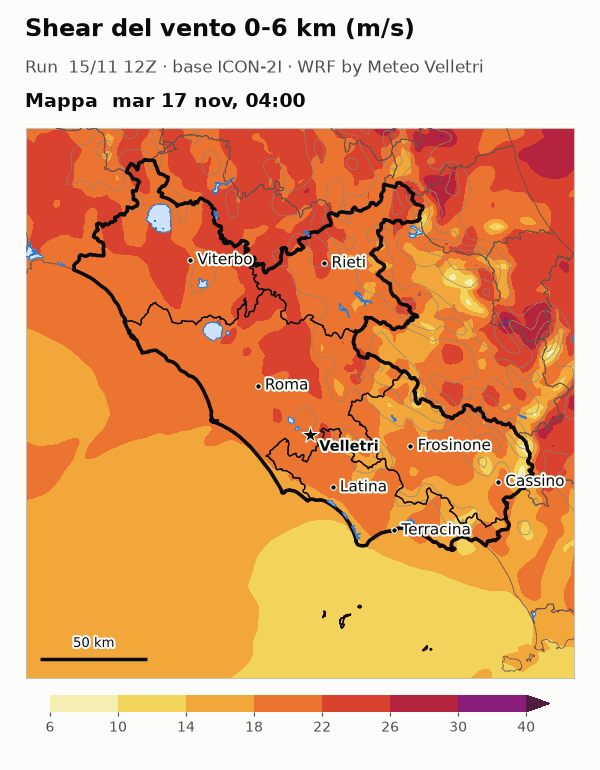 Shear del vento 0-6 km (m/s)
Run  15/11 12Z · base ICON-2I · WRF by Meteo Velletri
Mappa  mar 17 nov, 04:00
Viterbo
Rieti
Roma
Velletri
Frosinone
Cassino
Latina
Terracina
50 km
6 10 14 18 22 26 30 40